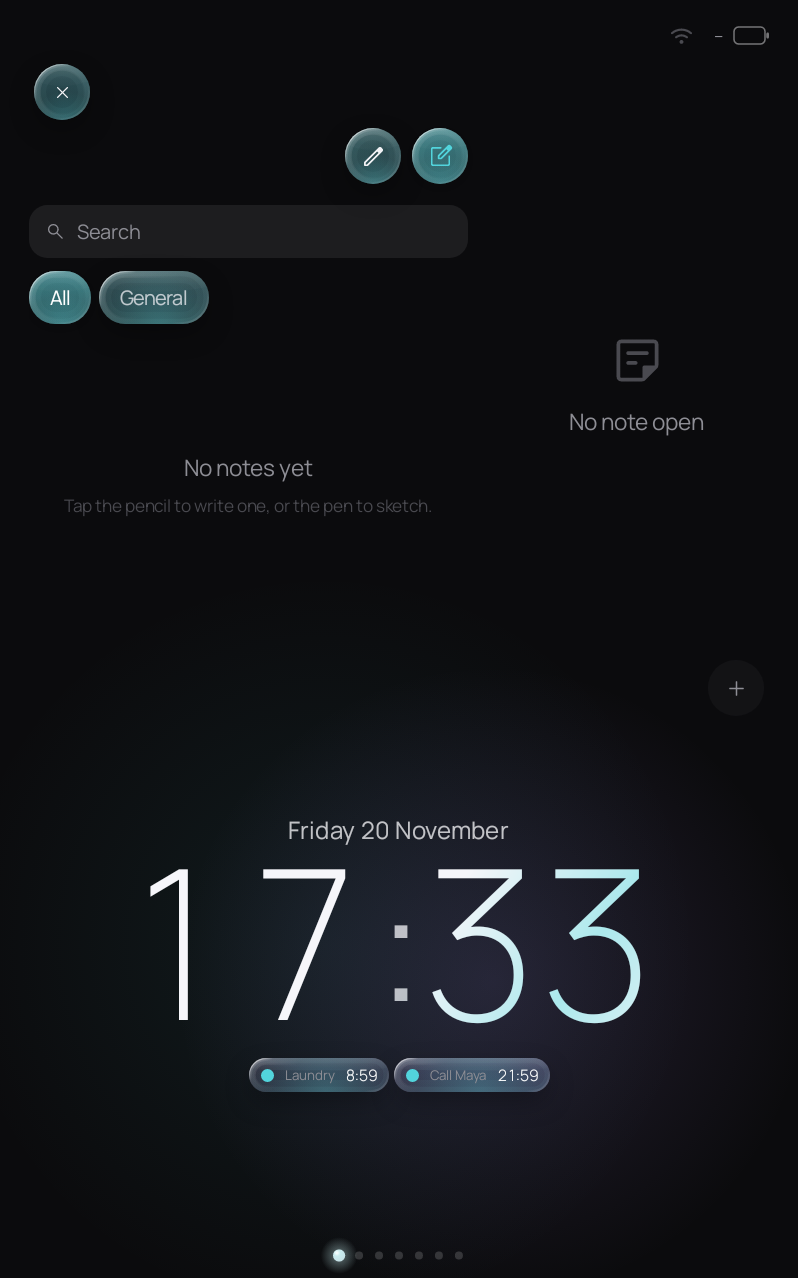 –
Search
All General
No note open
No notes yet
Tap the pencil to write one, or the pen to sketch.
Friday 20 November
17:33
Laundry 8:59 Call Maya 21:59